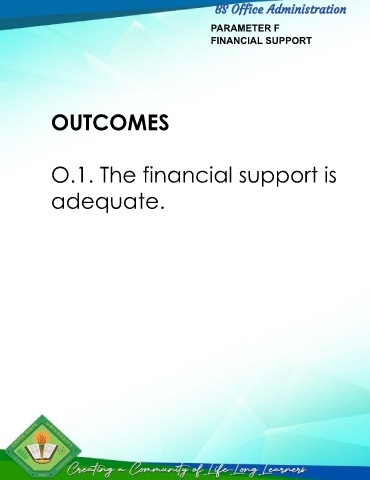 BS Office Administration
PARAMETER F
FINANCIAL SUPPORT
OUTCOMES
O.1. The financial support is
adequate.
Creating a Community of Life-Long Learners